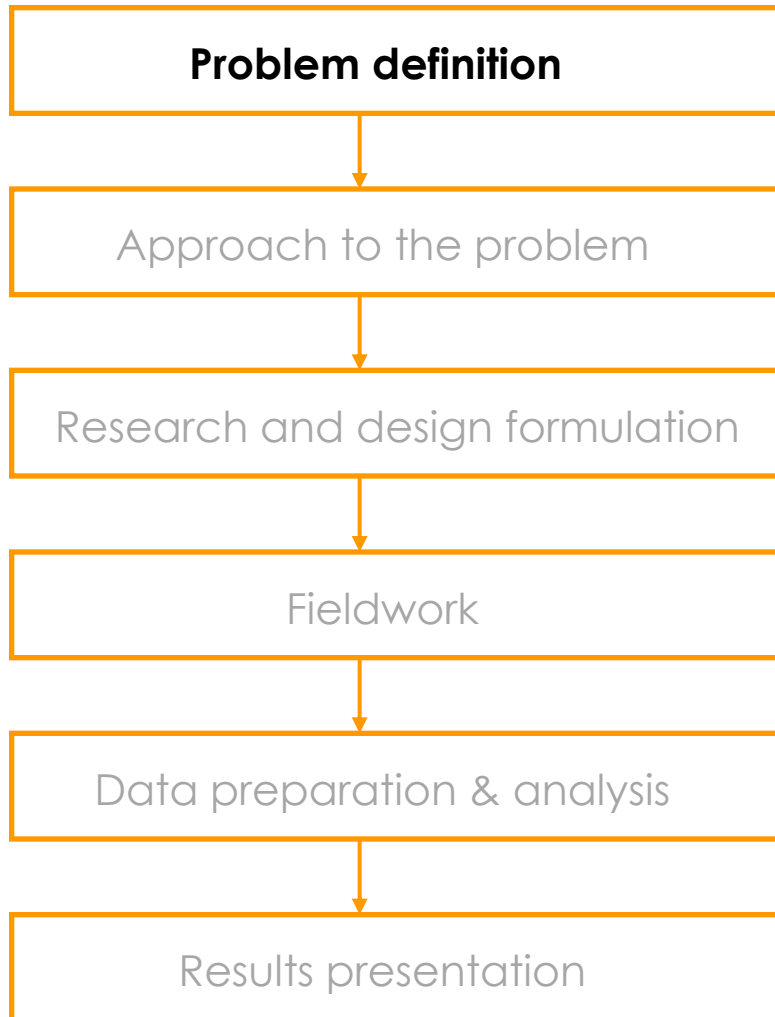 Problem definition
Approach to the problem
Research and design formulation
Fieldwork
Data preparation & analysis
Results presentation